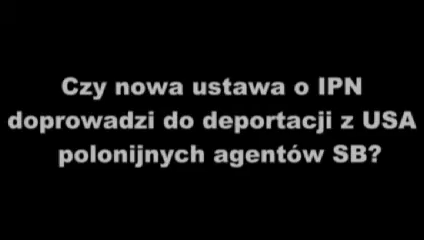 Czy nowa ustawa o IPN
doprowadzi do deportacji z USA
polonijnych agentów SB?